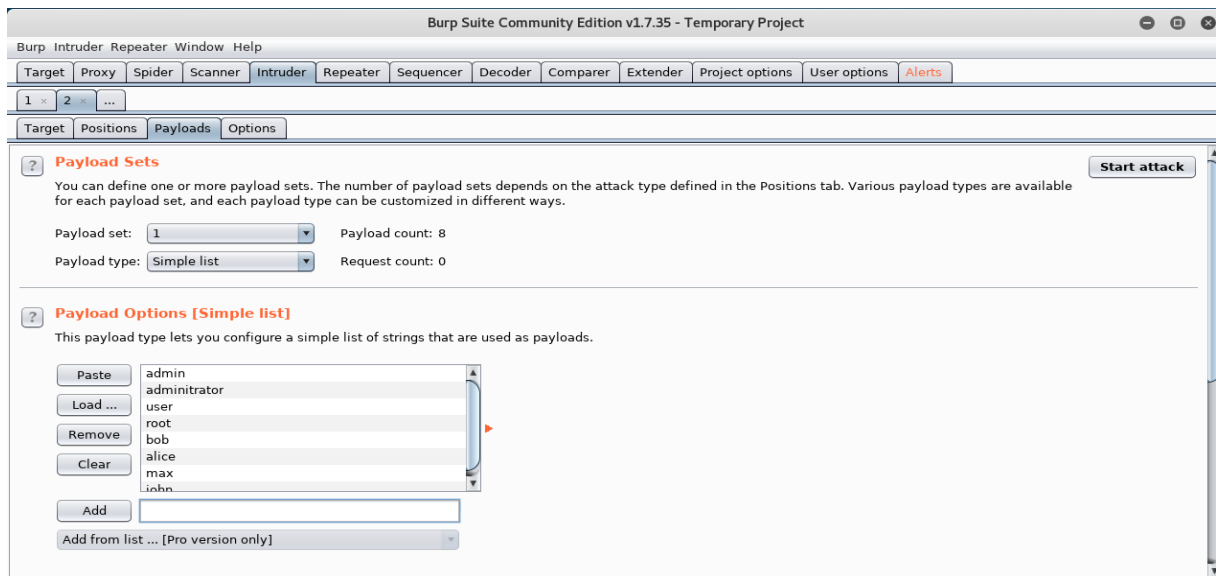 Burp Suite Community Edition v1.7.35 - Temporary Project
Burp Intruder Repeater Window Help
Target Proxy Spider Scanner Intruder Repeater Sequencer Decoder Comparer Extender Project options User options Alerts
1 × 2 × ...
Target Positions Payloads Options
? Payload Sets
Start attack
You can define one or more payload sets. The number of payload sets depends on the attack type defined in the Positions tab. Various payload types are available
for each payload set, and each payload type can be customized in different ways.
Payload set: 1 Payload count: 8
Payload type: Simple list Request count: 0
? Payload Options [Simple list]
This payload type lets you configure a simple list of strings that are used as payloads.
Paste
Load ...
Remove
Clear
admin
adminitrator
user
root
bob
alice
max
john
Add
Add from list ... [Pro version only]